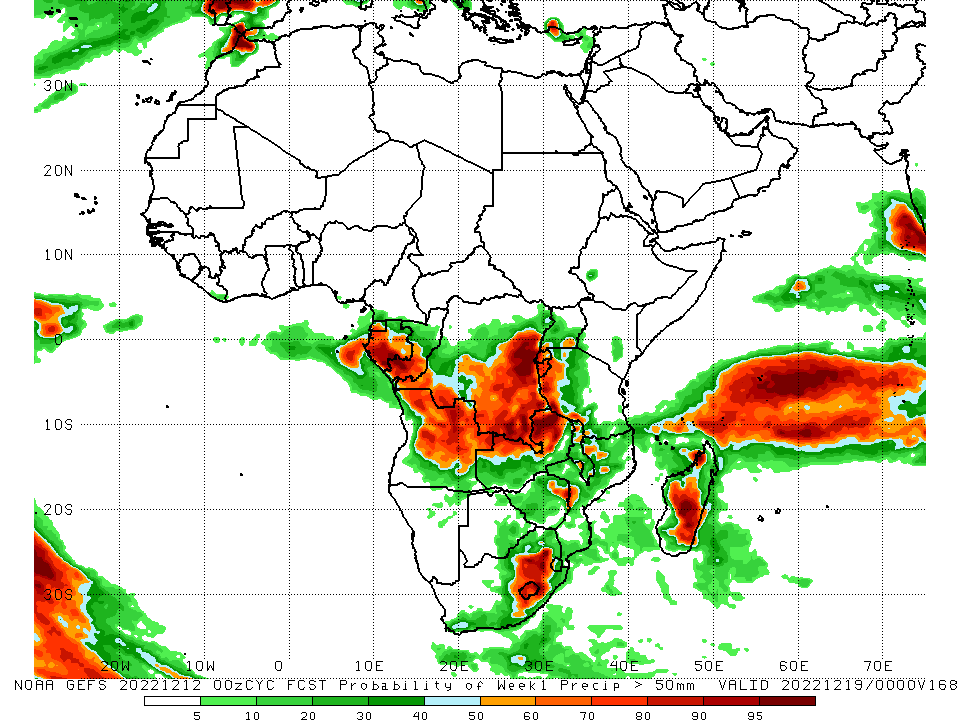 30N
20N
10N
0
10S
20S
30S
20W 10W 0 10E 20E 30E 40E 50E 60E 70E
NOAA GEFS 20221212 00zCYC FCST Probability of Week1 Precip > 50mm VALID 20221219/0000V168
5 10 20 30 40 50 60 70 80 90 95